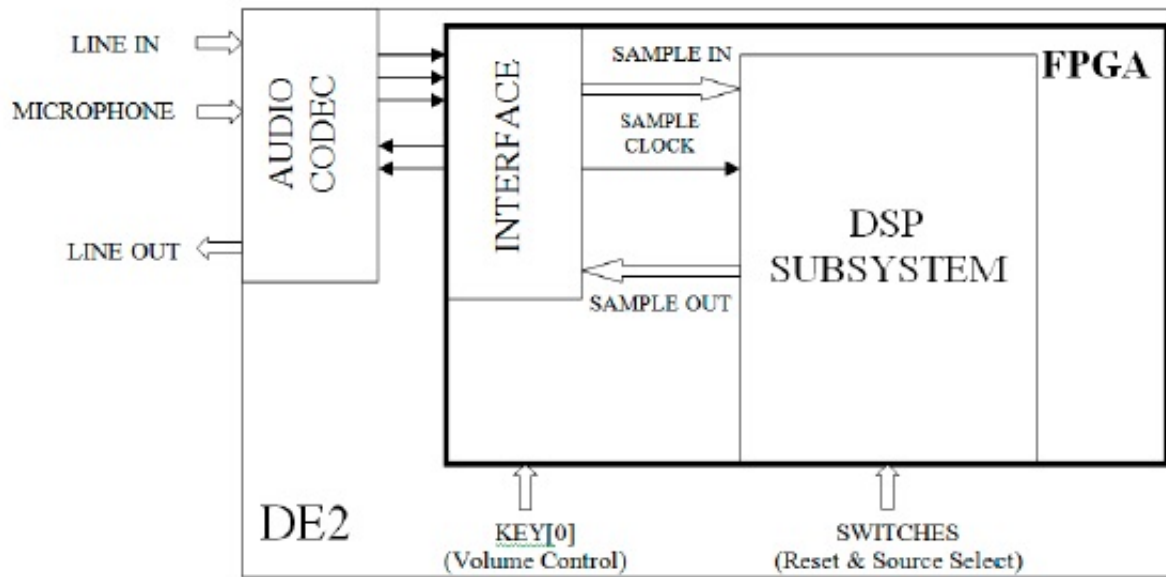 LINE IN
MICROPHONE
LINE OUT
AUDIO
CODEC
INTERFACE
SAMPLE IN
SAMPLE
CLOCK
SAMPLE OUT
FPGA
DSP
SUBSYSTEM
DE2
KEY[0]
(Volume Control)
SWITCHES
(Reset & Source Select)